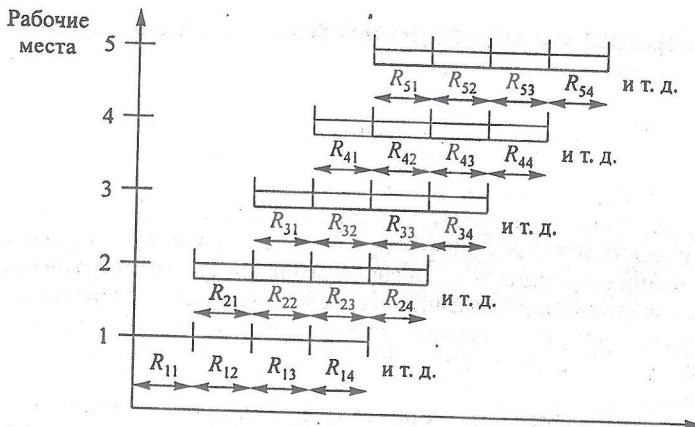 Рабочие
места
5
R51 R52 R53 R54 и т. д.
4
R41 R42 R43 R44 и т. д.
3
R31 R32 R33 R34 и т. д.
2
R21 R22 R23 R24 и т. д.
1
R11 R12 R13 R14 и т. д.